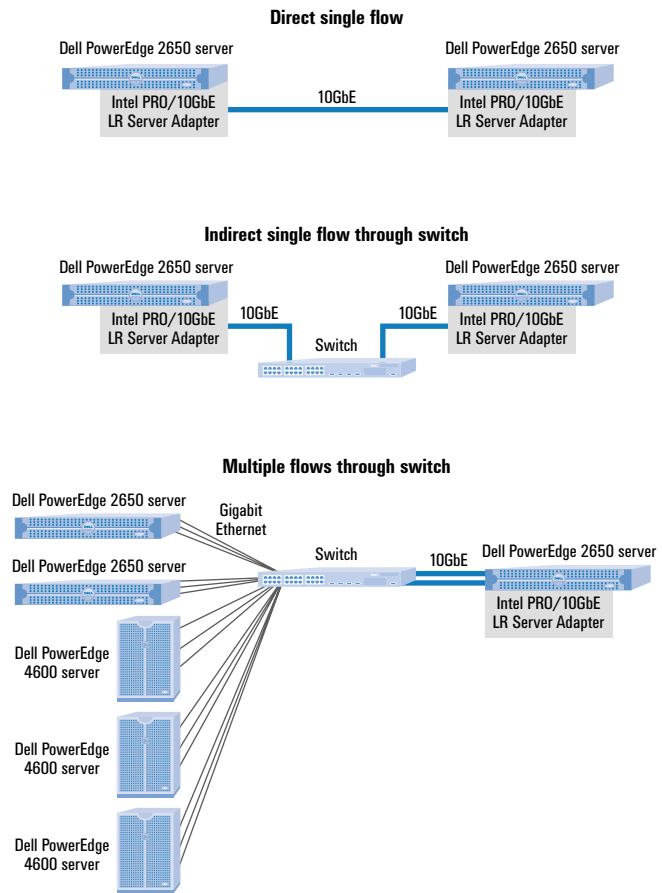 Direct single flow
Dell PowerEdge 2650 server
Dell PowerEdge 2650 server
Intel PRO/10GbE
LR Server Adapter
10GbE
Intel PRO/10GbE
LR Server Adapter
Indirect single flow through switch
Dell PowerEdge 2650 server
Dell PowerEdge 2650 server
Intel PRO/10GbE
LR Server Adapter
10GbE
10GbE
Intel PRO/10GbE
LR Server Adapter
Switch
Multiple flows through switch
Dell PowerEdge 2650 server
Gigabit
Ethernet
Dell PowerEdge 2650 server
Switch
10GbE
Dell PowerEdge 2650 server
Intel PRO/10GbE
LR Server Adapter
Dell PowerEdge
4600 server
Dell PowerEdge
4600 server
Dell PowerEdge
4600 server